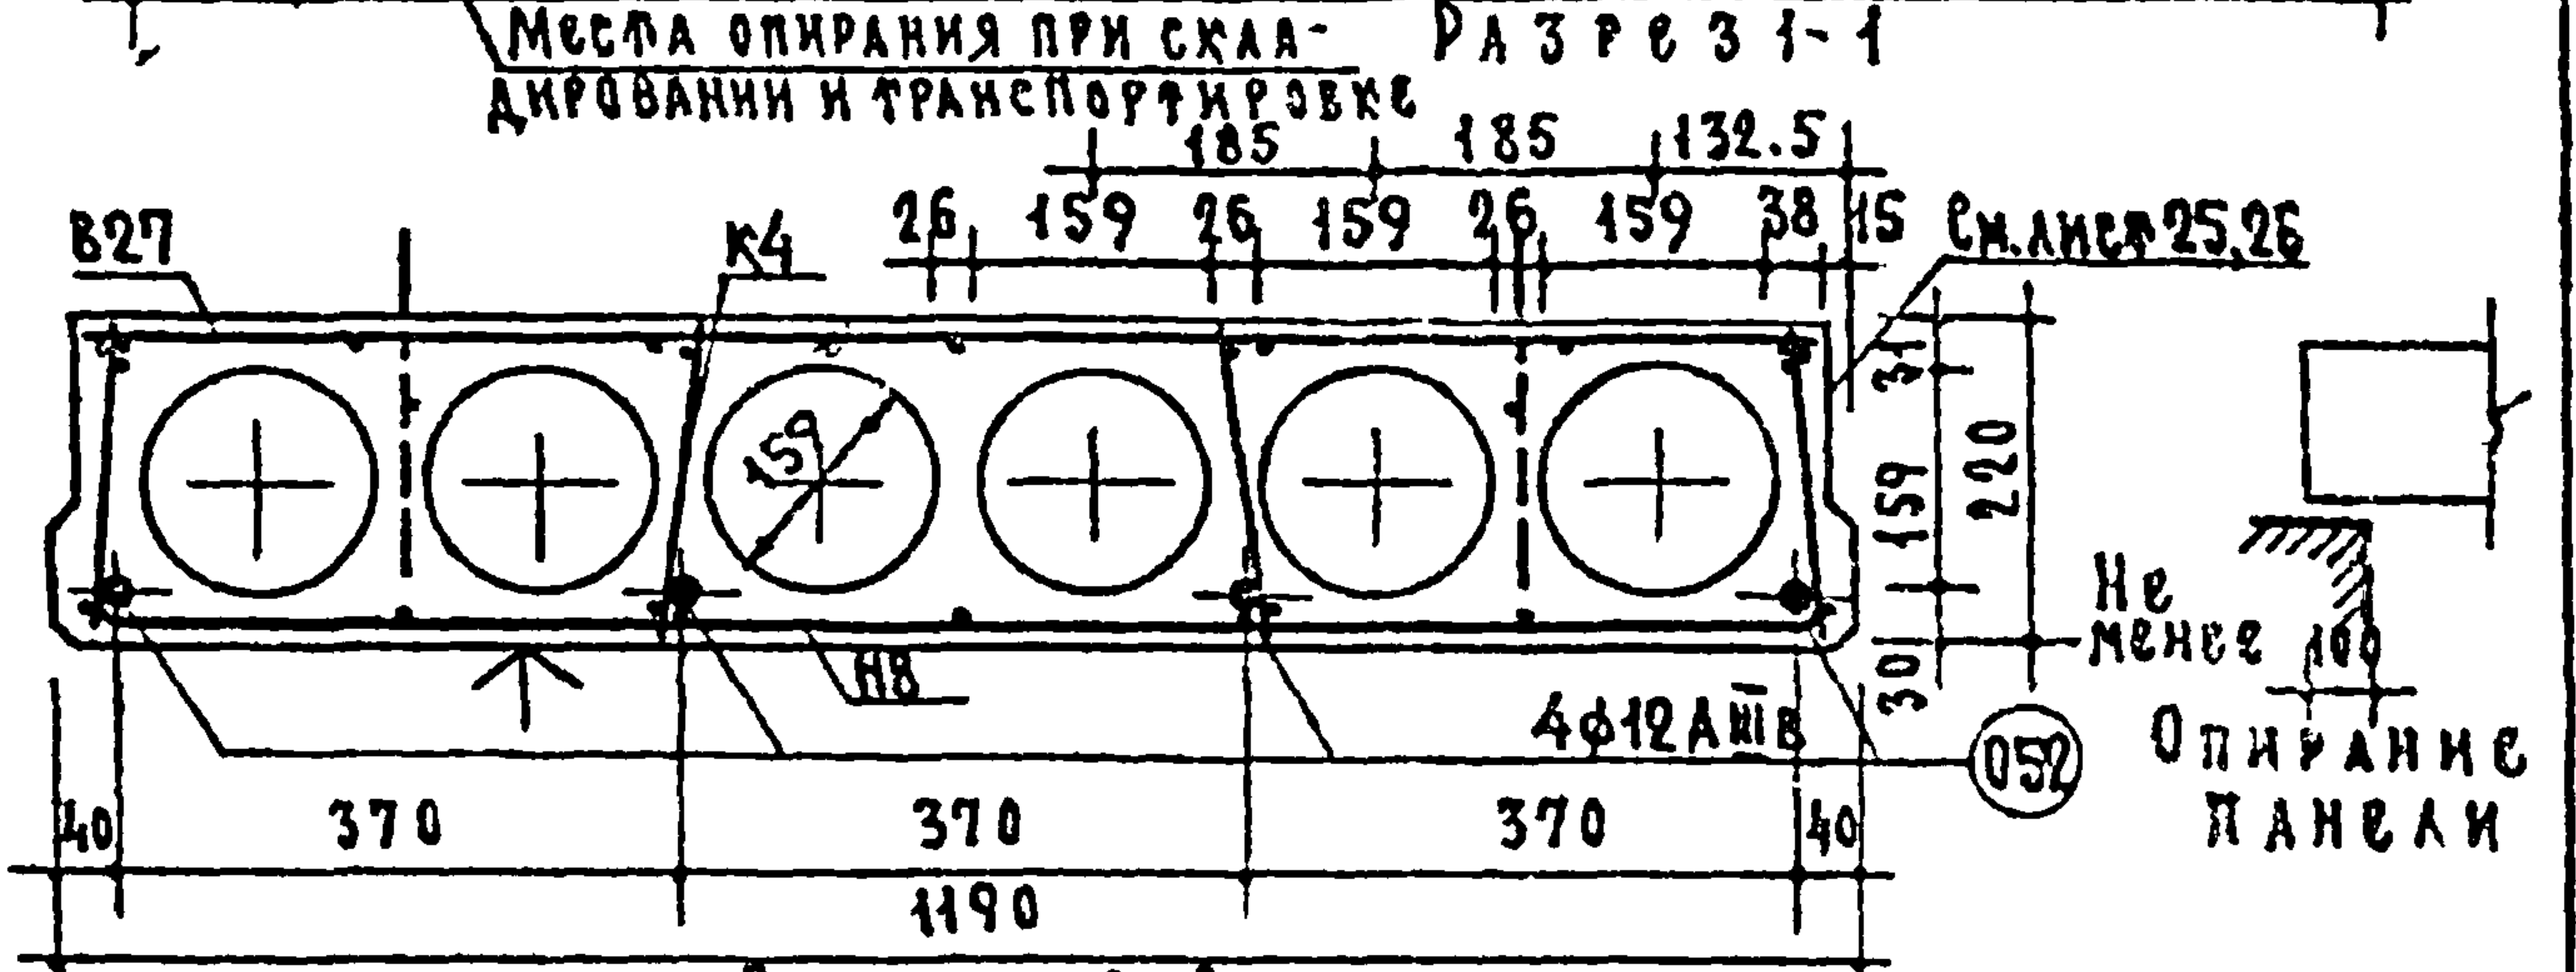 Места опирания при скла-
дировании и транспортировке
Разрез 1-1
185 185 132.5
26 159 26 159 26 159 38 15
В27
К4
См.лист 25,26
159
31
159
30
220
Н8
4ф12АIIIв
052
Не
менее 100
Опирание
панели
40 370 370 370 40
1190